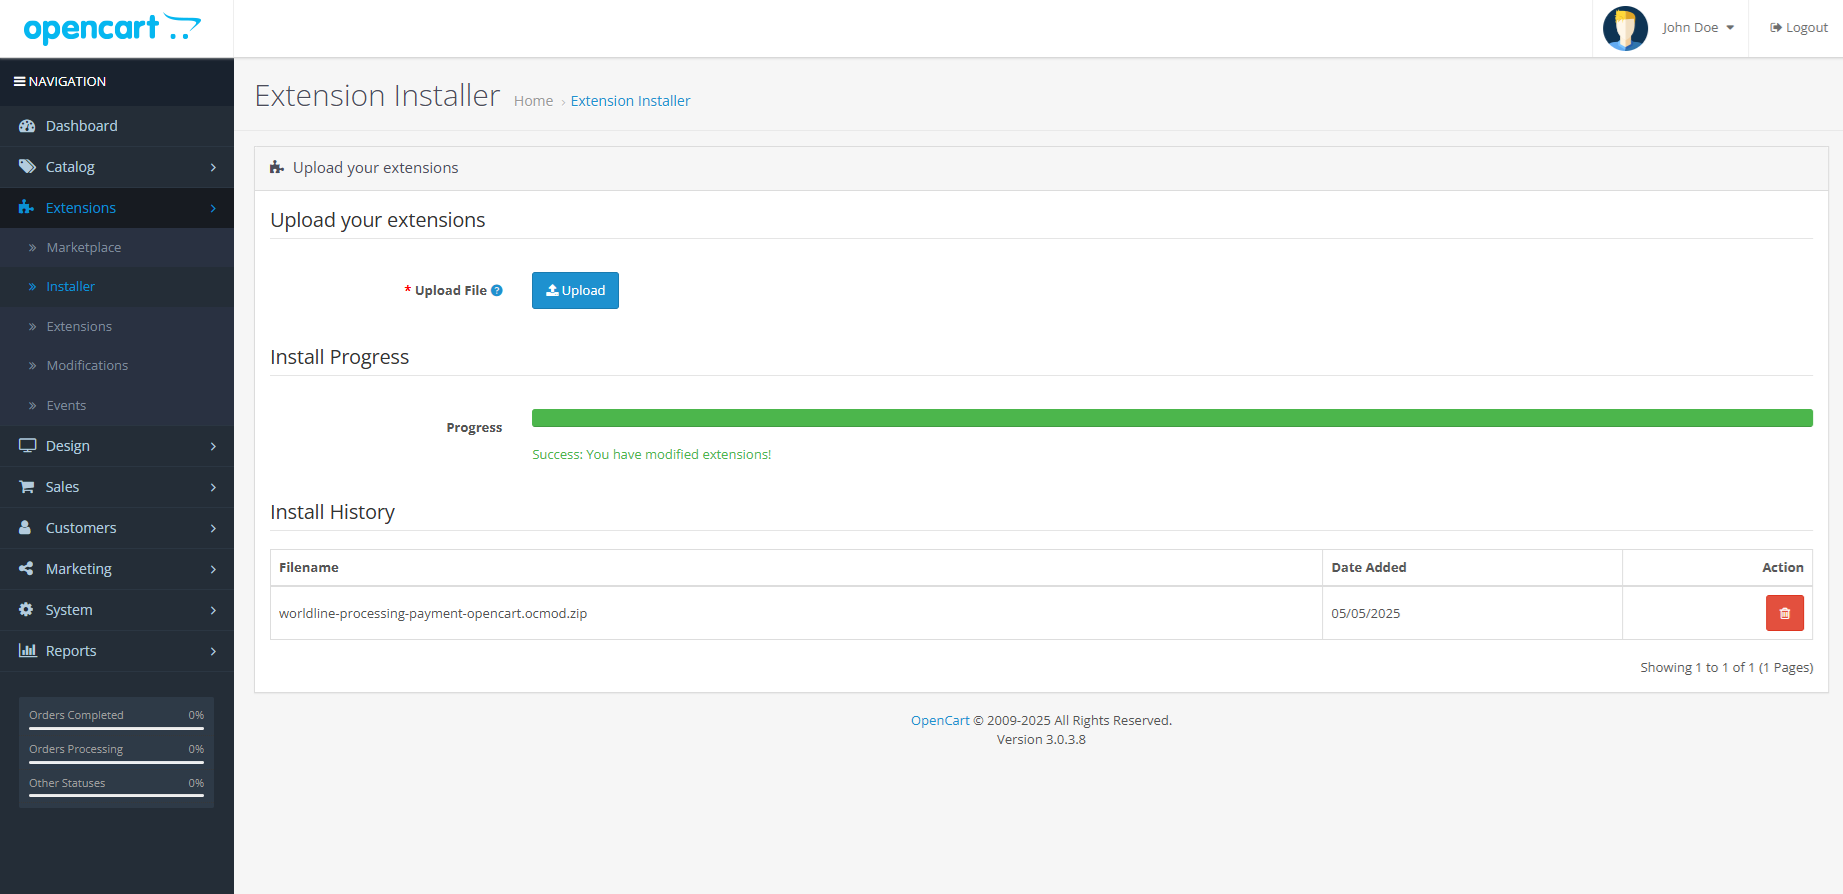 opencart
John Doe
Logout
NAVIGATION
Dashboard
Catalog
Extensions
Marketplace
Installer
Extensions
Modifications
Events
Design
Sales
Customers
Marketing
System
Reports
Orders Completed 0%
Orders Processing 0%
Other Statuses 0%
Extension Installer Home › Extension Installer
Upload your extensions
Upload your extensions
* Upload File ? Upload
Install Progress
Progress
Success: You have modified extensions!
Install History
Filename Date Added Action
worldline-processing-payment-opencart.ocmod.zip 05/05/2025
Showing 1 to 1 of 1 (1 Pages)
OpenCart © 2009-2025 All Rights Reserved.
Version 3.0.3.8